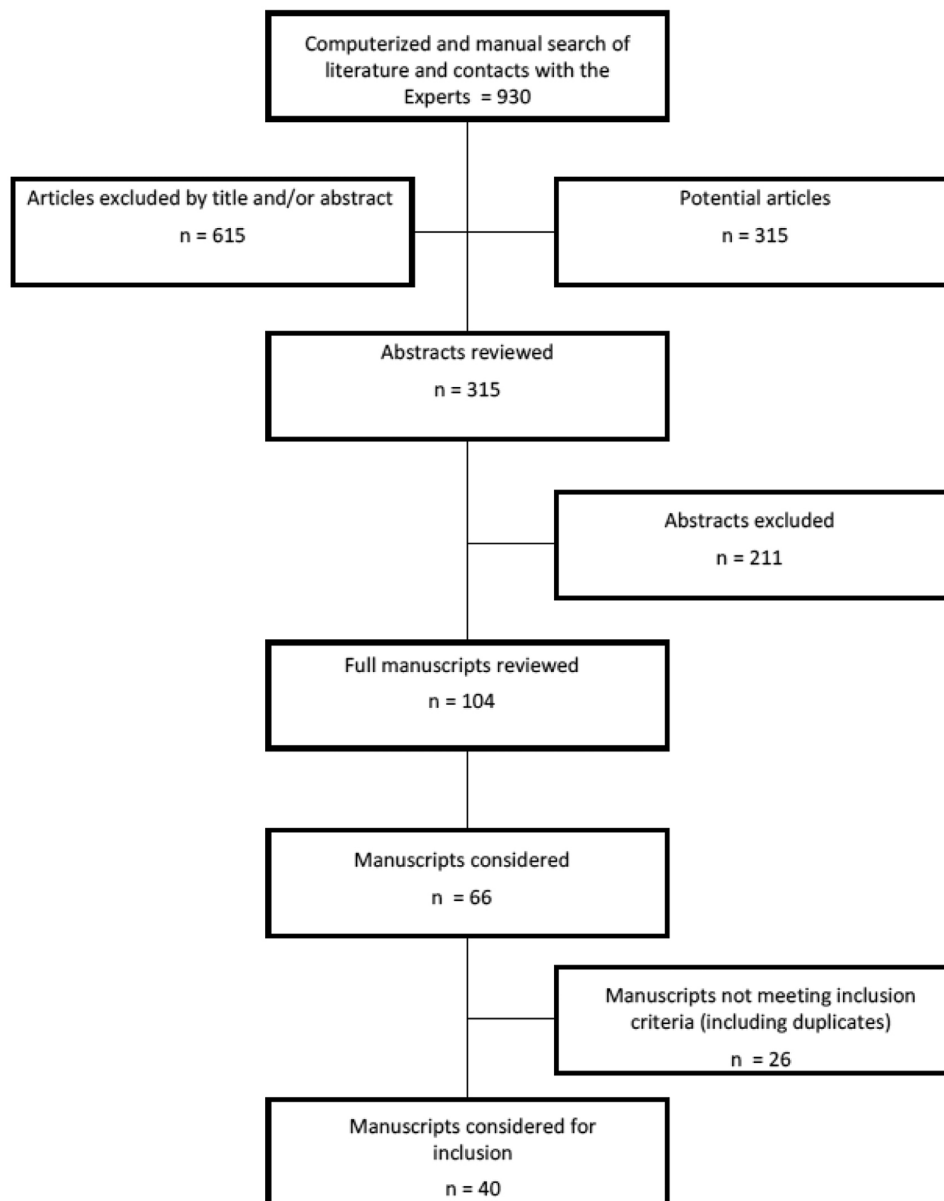 Computerized and manual search of
literature and contacts with the
Experts = 930
Articles excluded by title and/or abstract
n = 615
Potential articles
n = 315
Abstracts reviewed
n = 315
Abstracts excluded
n = 211
Full manuscripts reviewed
n = 104
Manuscripts considered
n = 66
Manuscripts not meeting inclusion
criteria (including duplicates)
n = 26
Manuscripts considered for
inclusion
n = 40